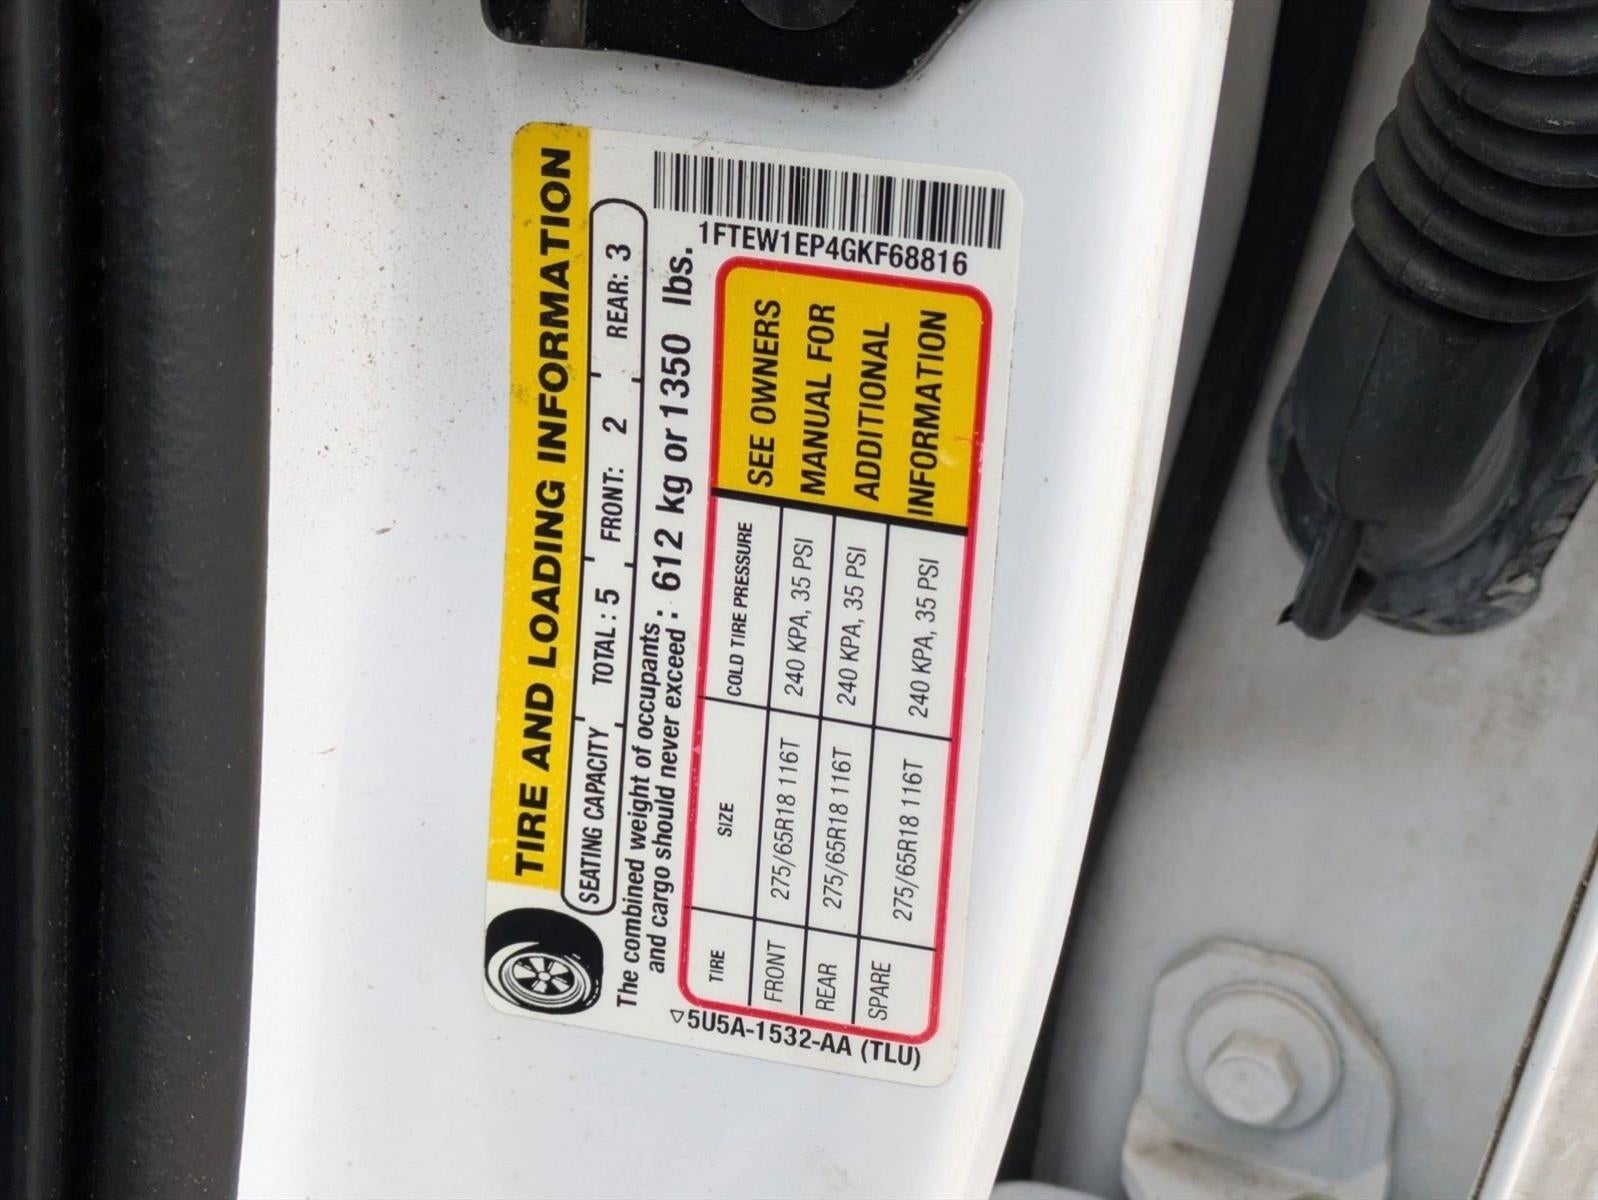 TIRE AND LOADING INFORMATION
SEATING CAPACITY TOTAL: 5 FRONT: 2 REAR: 3
The combined weight of occupants
and cargo should never exceed : 612 kg or 1350 lbs.
1FTEW1EP4GKF68816
TIRE SIZE COLD TIRE PRESSURE
FRONT 275/65R18 116T 240 KPA, 35 PSI
REAR 275/65R18 116T 240 KPA, 35 PSI
SPARE 275/65R18 116T 240 KPA, 35 PSI
SEE OWNERS
MANUAL FOR
ADDITIONAL
INFORMATION
5U5A-1532-AA (TLU)